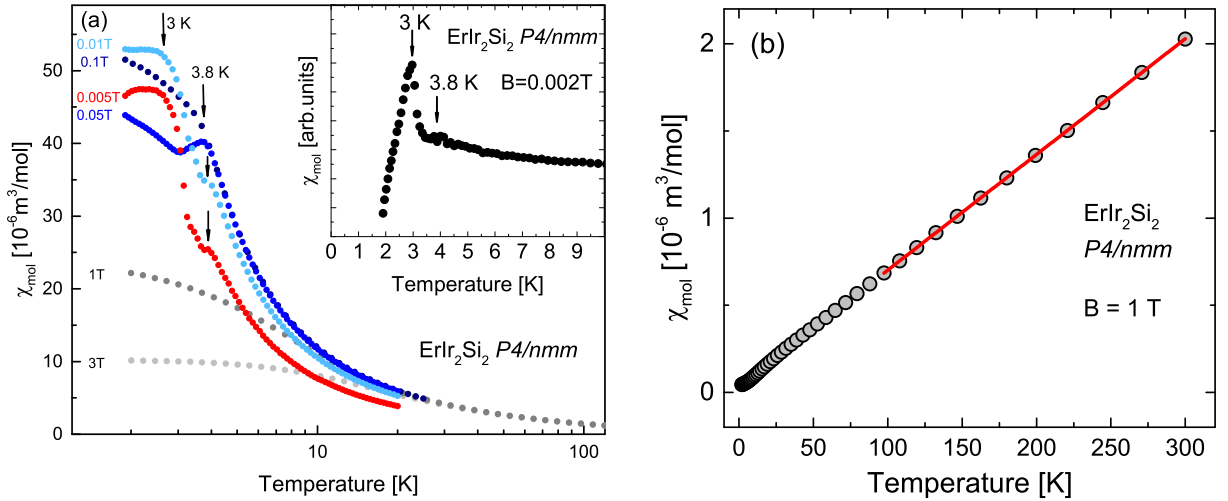 (a)
3 K
0.01T
0.1T
3.8 K
0.005T
0.05T
1T
3T
ErIr₂Si₂ P4/nmm
χmol [10⁻⁶m³/mol]
0
10
20
30
40
50
10
100
Temperature [K]
3 K
ErIr₂Si₂ P4/nmm
B=0.002T
3.8 K
χmol [arb.units]
0 1 2 3 4 5 6 7 8 9
Temperature [K]
(b)
χmol [10⁻⁶ m³/mol]
2
1
0
ErIr₂Si₂
P4/nmm
B = 1 T
0 50 100 150 200 250 300
Temperature [K]